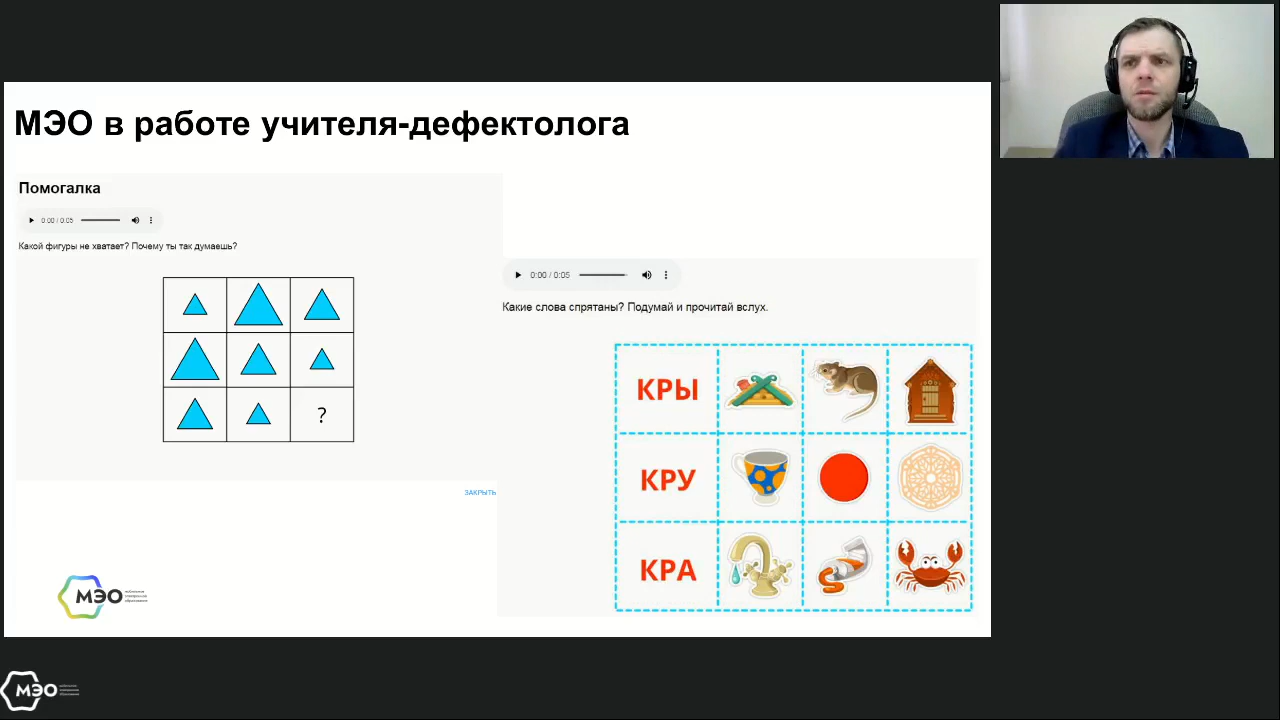 МЭО в работе учителя-дефектолога
Помогалка
0:00 / 0:05
Какой фигуры не хватает? Почему ты так думаешь?
?
ЗАКРЫТЬ
0:00 / 0:05
Какие слова спрятаны? Подумай и прочитай вслух.
КРЫ
КРУ
КРА
МЭО
МЭО